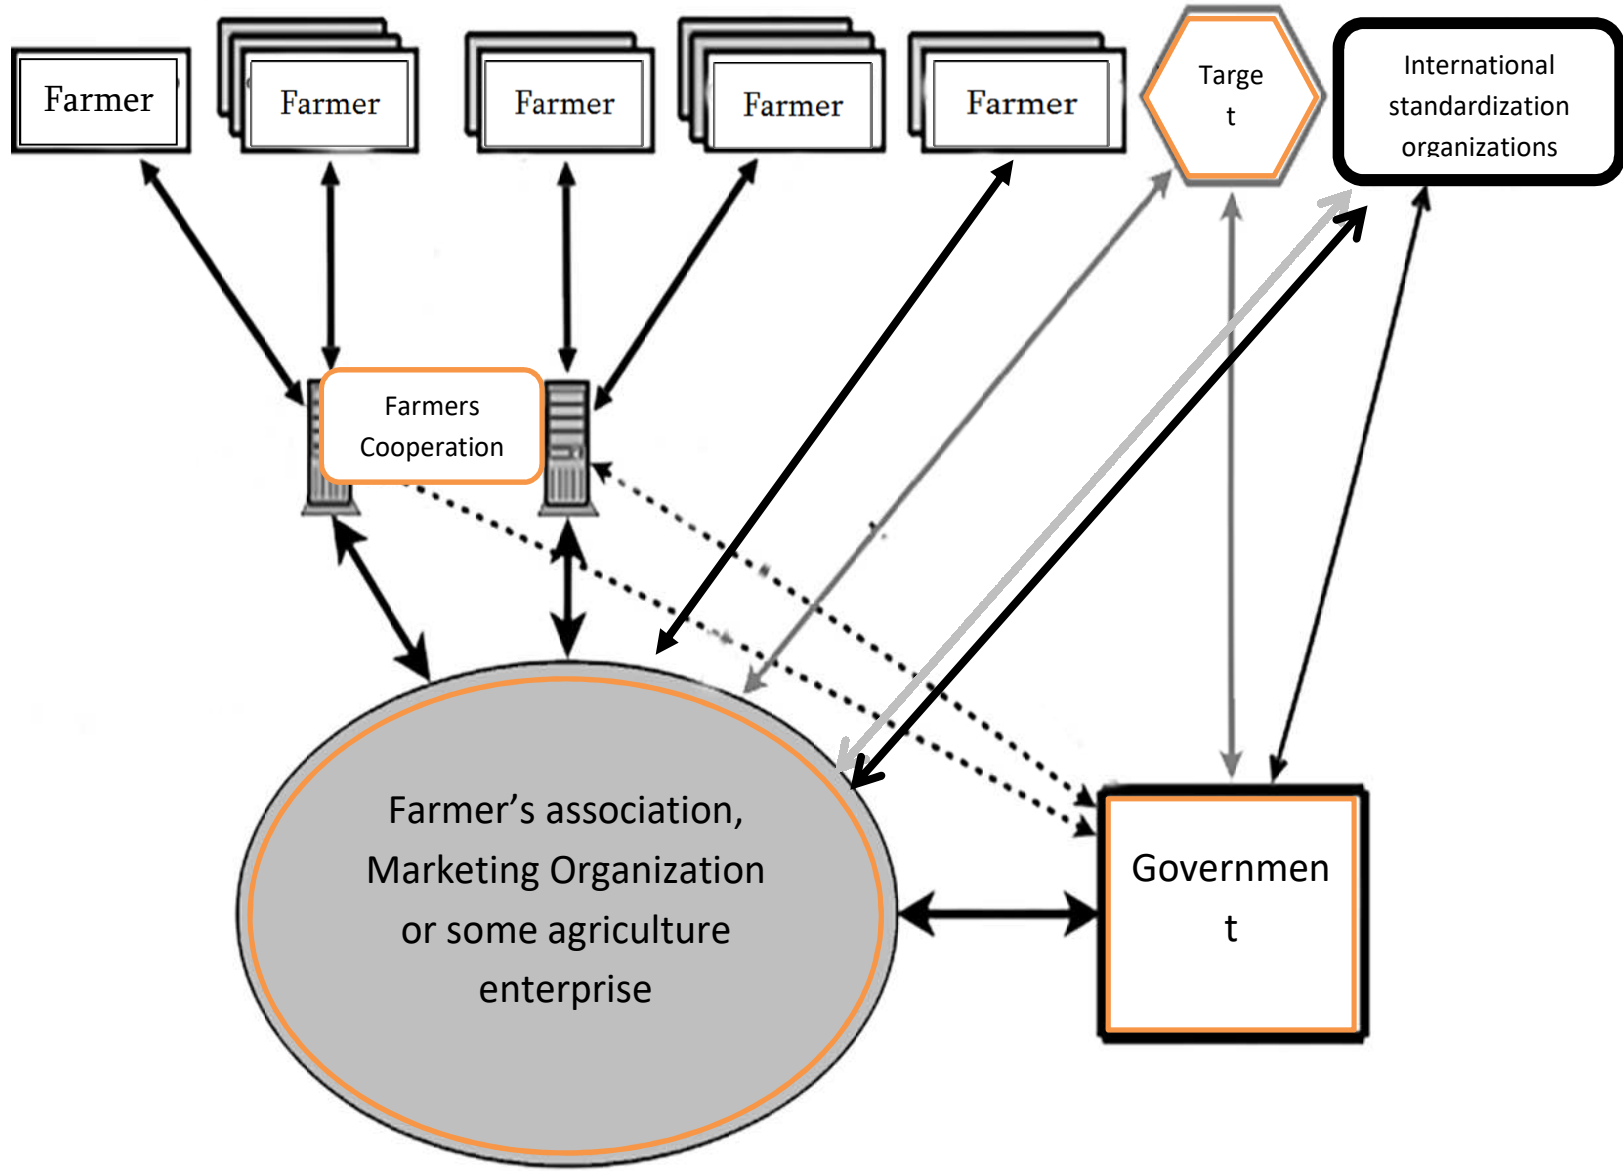 Farmer
Farmer
Farmer
Farmer
Farmer
Targe
t
International
standardization
organizations
Farmers
Cooperation
Farmer’s association,
Marketing Organization
or some agriculture
enterprise
Governmen
t